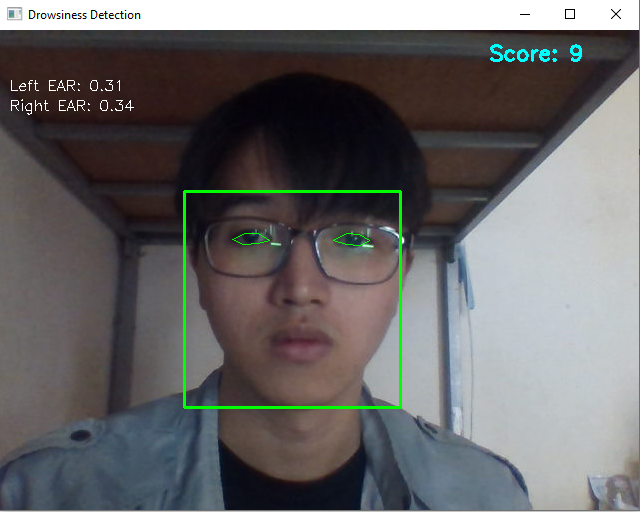 Drowsiness Detection
Score: 9
Left EAR: 0.31
Right EAR: 0.34